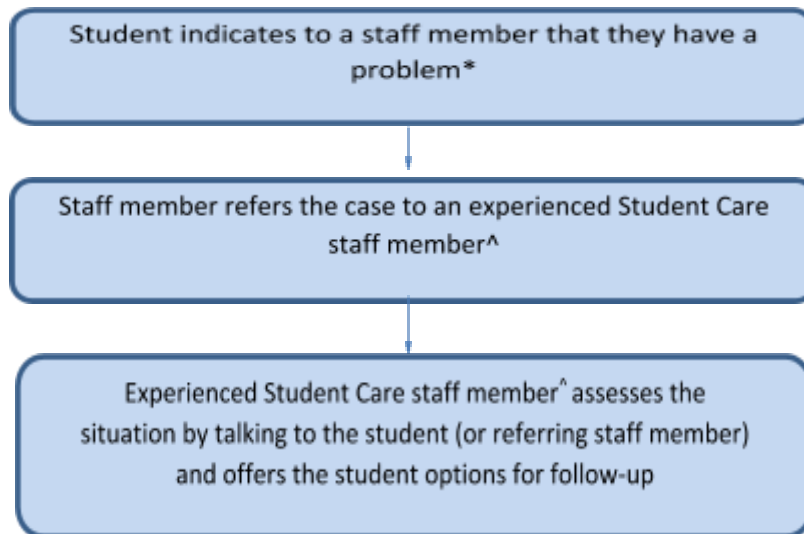 Student indicates to a staff member that they have a
problem*
Staff member refers the case to an experienced Student Care
staff member^
Experienced Student Care staff member^ assesses the
situation by talking to the student (or referring staff member)
and offers the student options for follow-up